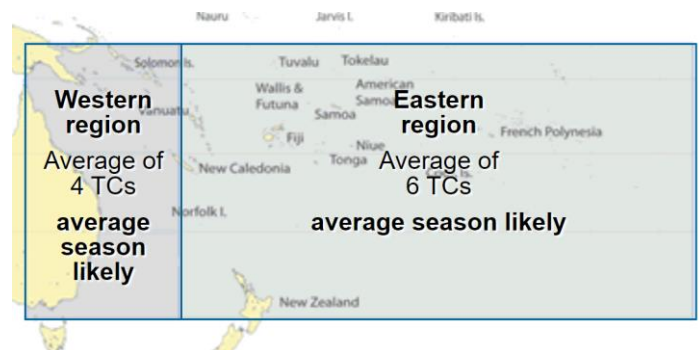 Nauru
Jarvis I.
Kiribati Is.
Solomon Is.
Tuvalu
Tokelau
Western
region
Average of
4 TCs
average
season
likely
Vanuatu
Wallis &
Futuna
Samoa
American
Samoa
Eastern
region
Average of
6 TCs
average season likely
Fiji
Niue
Tonga
French Polynesia
New Caledonia
Norfolk I.
New Zealand